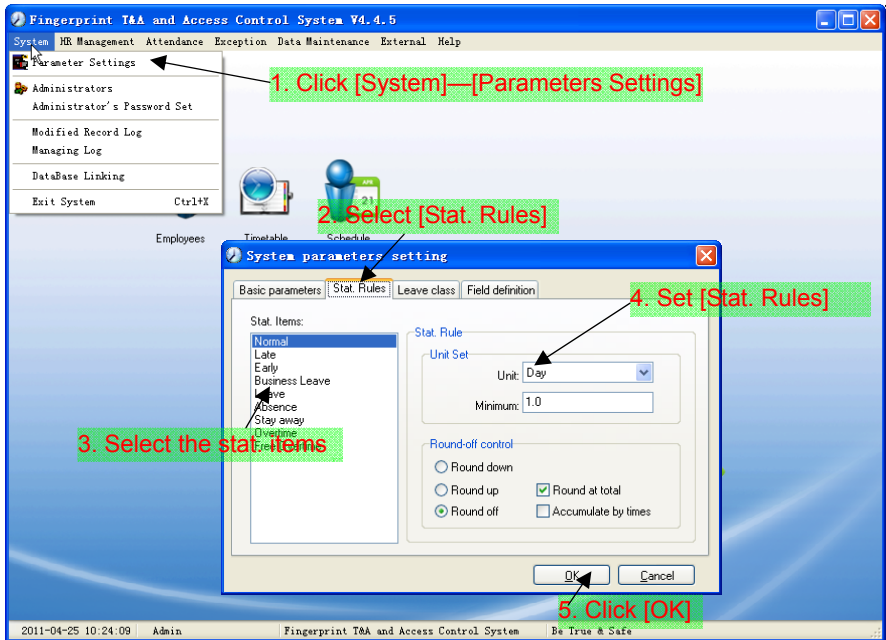 Fingerprint T&A and Access Control System V4.4.5
System HR Management Attendance Exception Data Maintenance External Help
Parameter Settings
1. Click [System]—[Parameters Settings]
Administrators
Administrator's Password Set
Modified Record Log
Managing Log
DataBase Linking
Exit System Ctrl+X
APR
21
2. Select [Stat. Rules]
Employees Timetable Schedule
System parameters setting
Basic parameters Stat. Rules Leave class Field definition
4. Set [Stat. Rules]
Stat. Items:
Normal
Late
Early
Business Leave
Leave
Absence
Stay away
Overtime
Free Overtime
3. Select the stat. items
Stat. Rule
Unit Set
Unit: Day
Minimum: 1.0
Round-off control
Round down
Round up Round at total
Round off Accumulate by times
OK Cancel
5. Click [OK]
2011-04-25 10:24:09 Admin Fingerprint T&A and Access Control System Be True & Safe